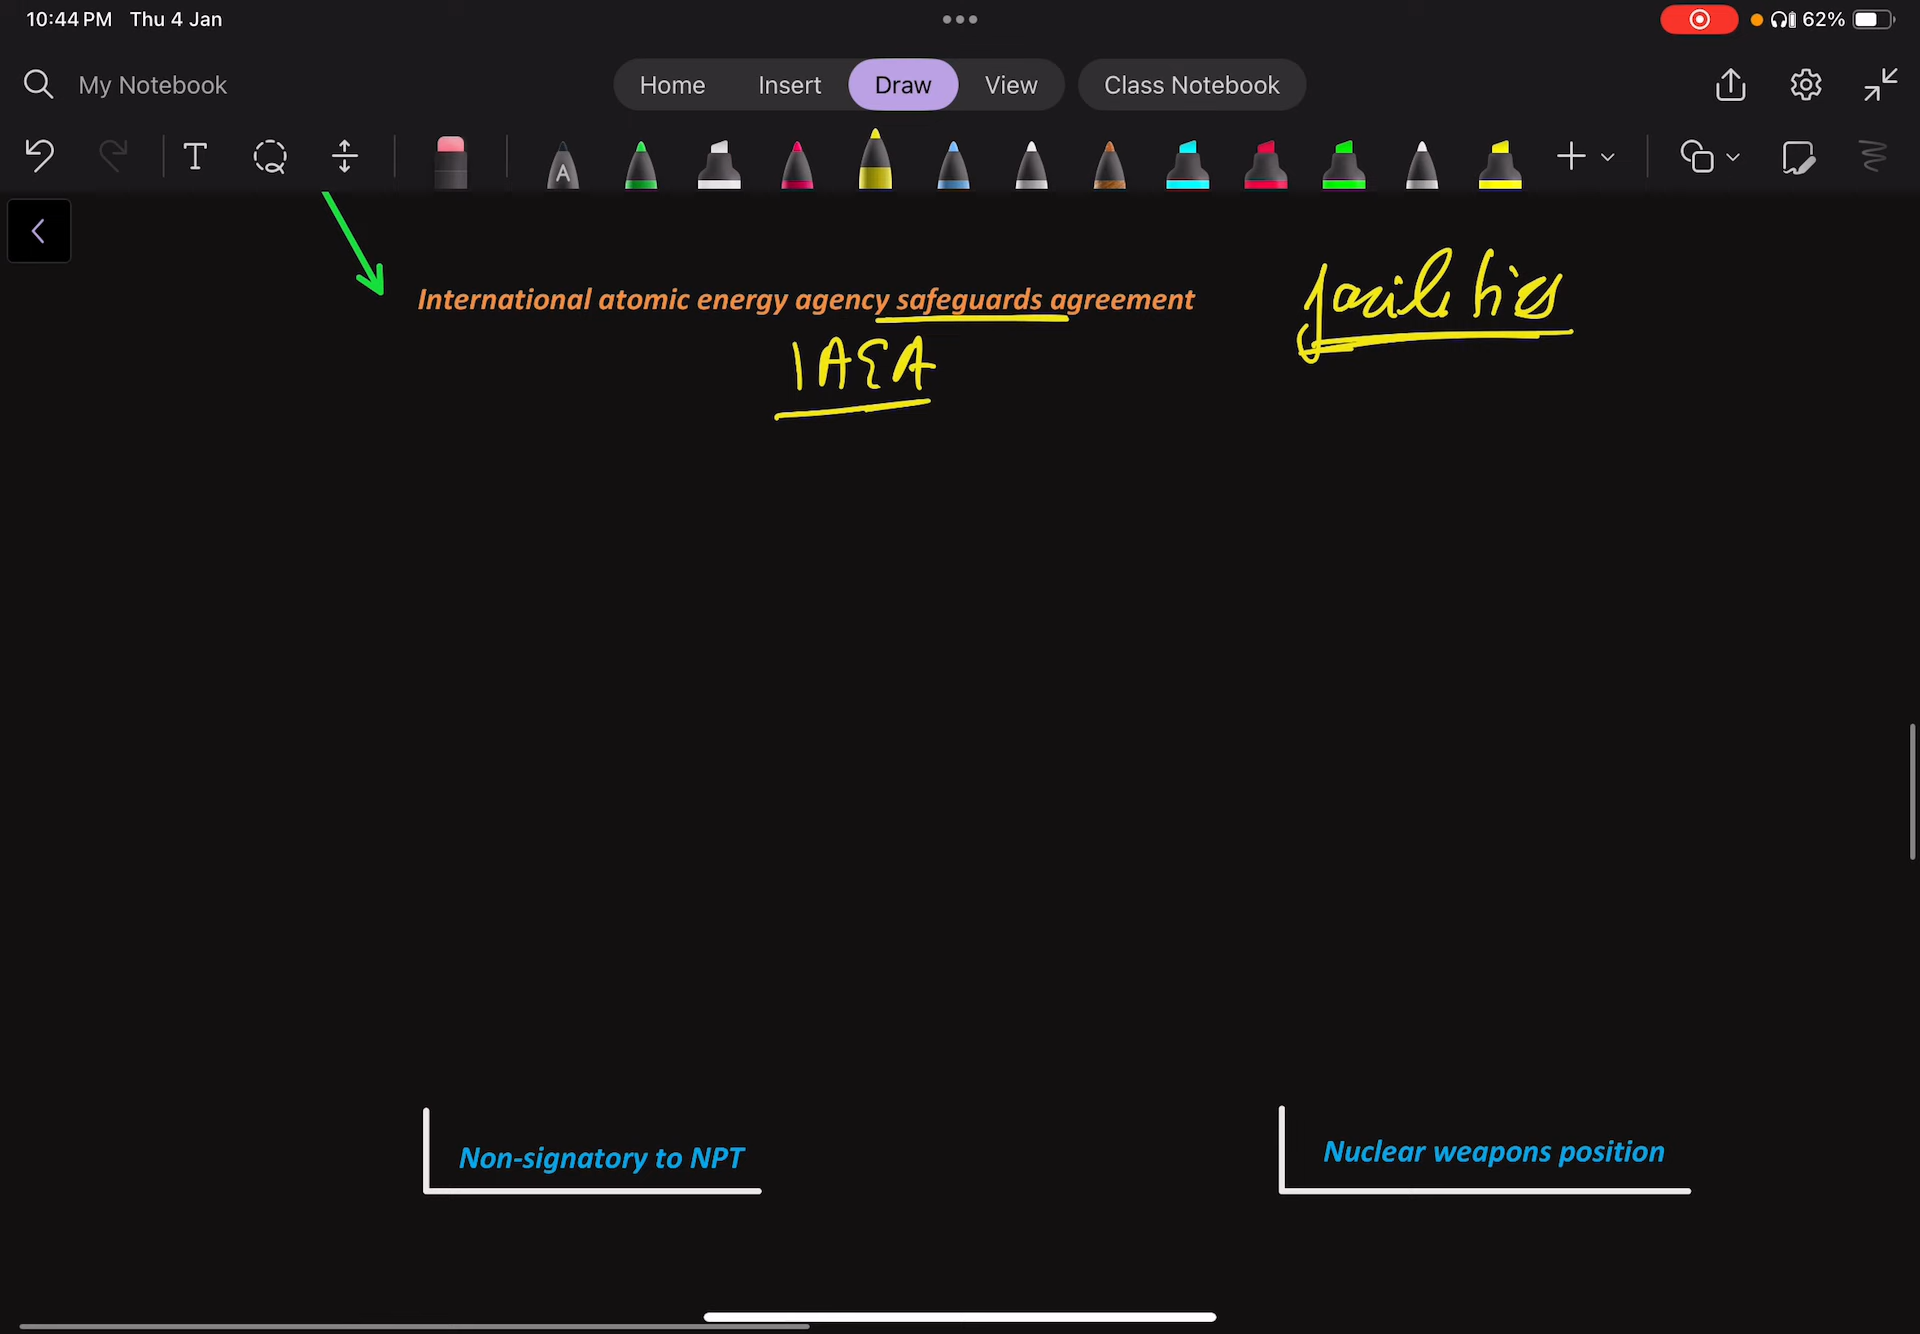 10:44 PM Thu 4 Jan
62%
My Notebook
Home Insert Draw View Class Notebook
T
A
International atomic energy agency safeguards agreement
facilities
IAEA
Non-signatory to NPT
Nuclear weapons position